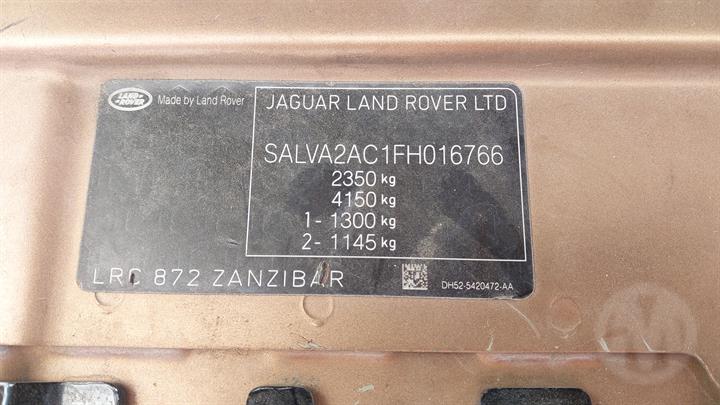 LAND-ROVER
Made by Land Rover
JAGUAR LAND ROVER LTD
SALVA2AC1FH016766
2350 kg
4150 kg
1- 1300 kg
2- 1145 kg
LRC 872 ZANZIBAR
DH52-5420472-AA
M